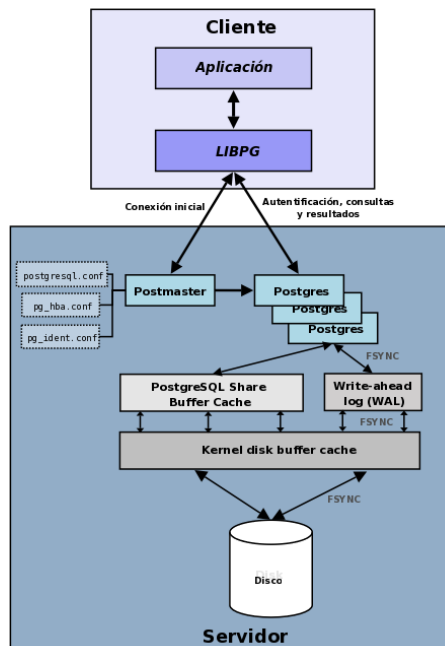 Cliente
Aplicación
LIBPG
Conexión inicial
Autentificación, consultas
y resultados
postgresql.conf
pg_hba.conf
pg_ident.conf
Postmaster
Postgres
Postgres
Postgres
FSYNC
PostgreSQL Share
Buffer Cache
Write-ahead
log (WAL)
FSYNC
Kernel disk buffer cache
FSYNC
Disk
Disco
Servidor